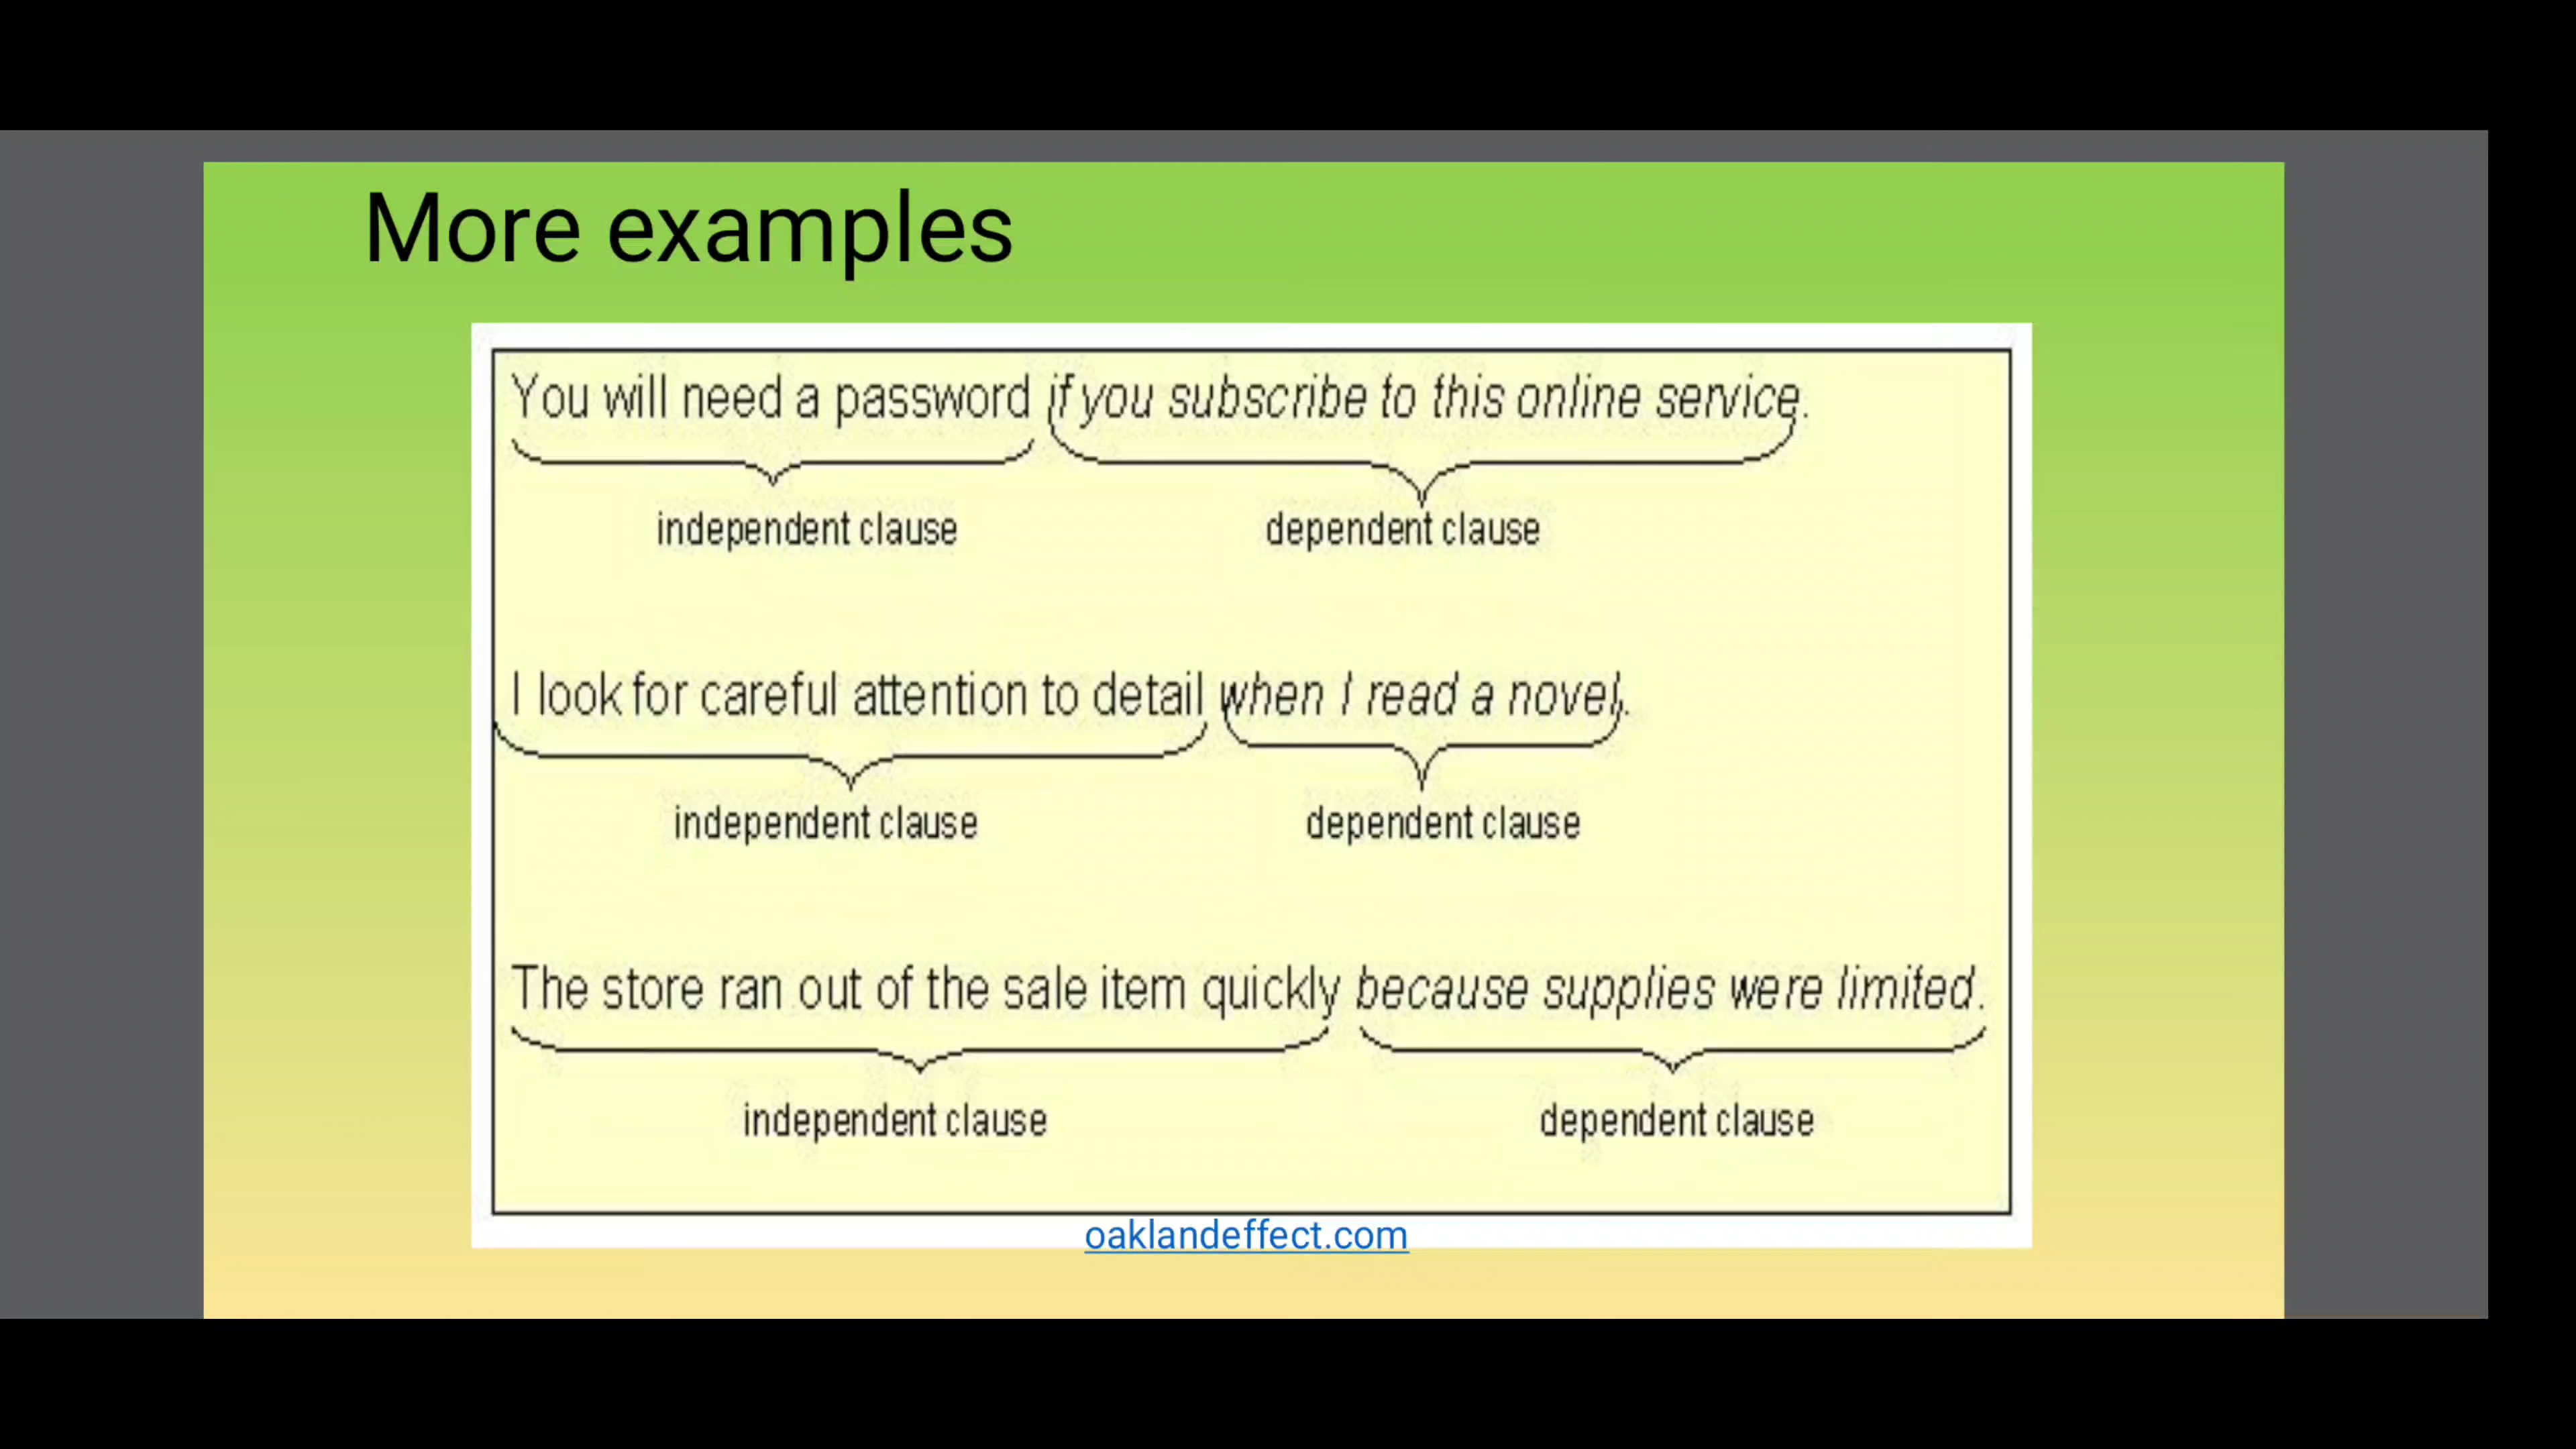 More examples
You will need a password if you subscribe to this online service.
independent clause dependent clause
I look for careful attention to detail when I read a novel.
independent clause dependent clause
The store ran out of the sale item quickly because supplies were limited.
independent clause dependent clause
oaklandeffect.com